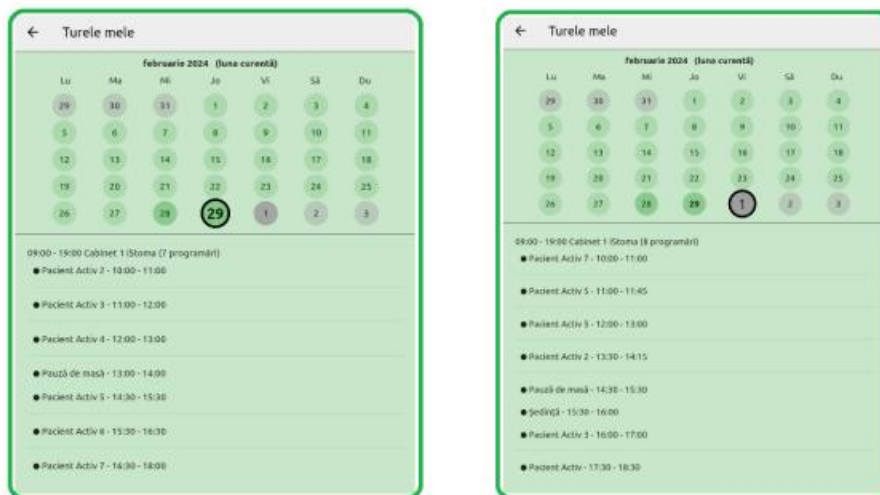 ← Turele mele
februarie 2024 (luna curentă)
Lu Ma Mi Jo Vi Sâ Du
29 30 31 1 2 3 4
5 6 7 8 9 10 11
12 13 14 15 16 17 18
19 20 21 22 23 24 25
26 27 28 29 1 2 3
09:00 - 19:00 Cabinet 1 iStoma (7 programări)
● Pacient Activ 2 - 10:00 - 11:00
● Pacient Activ 3 - 11:00 - 12:00
● Pacient Activ 4 - 12:00 - 13:00
● Pauză de masă - 13:00 - 14:00
● Pacient Activ 5 - 14:30 - 15:30
● Pacient Activ 6 - 15:30 - 16:30
● Pacient Activ 7 - 16:30 - 18:00
← Turele mele
februarie 2024 (luna curentă)
Lu Ma Mi Jo Vi Sâ Du
29 30 31 1 2 3 4
5 6 7 8 9 10 11
12 13 14 15 16 17 18
19 20 21 22 23 24 25
26 27 28 29 1 2 3
09:00 - 19:00 Cabinet 1 iStoma (8 programări)
● Pacient Activ 7 - 10:00 - 11:00
● Pacient Activ 5 - 11:00 - 11:45
● Pacient Activ 5 - 12:00 - 13:00
● Pacient Activ 2 - 13:30 - 14:15
● Pauză de masă - 14:30 - 15:30
● Ședință - 15:30 - 16:00
● Pacient Activ 3 - 16:00 - 17:00
● Pacient Activ - 17:30 - 18:30